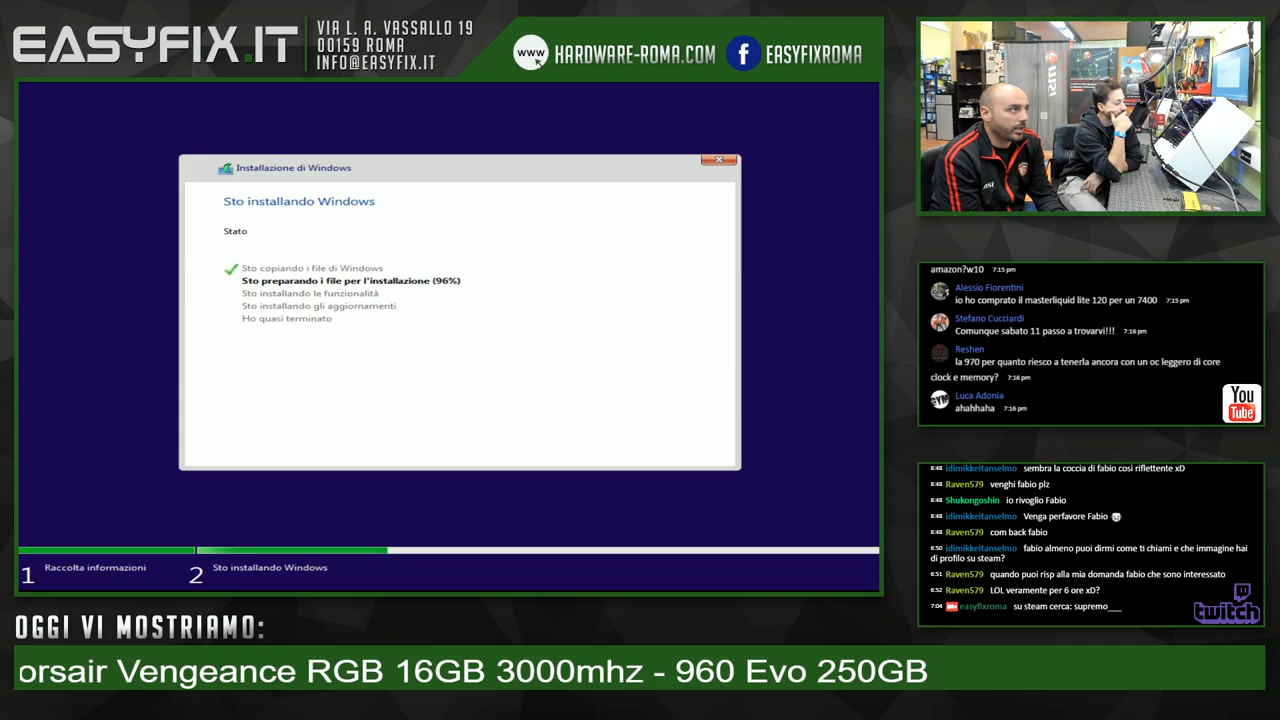 EASYFIX.IT
VIA L. A. VASSALLO 19
00159 ROMA
INFO@EASYFIX.IT
WWW
HARDWARE-ROMA.COM
f
EASYFIXROMA
Installazione di Windows
Sto installando Windows
Stato
Sto copiando i file di Windows
Sto preparando i file per l'installazione (96%)
Sto installando le funzionalità
Sto installando gli aggiornamenti
Ho quasi terminato
1 Raccolta informazioni
2 Sto installando Windows
msi
msi
amazon?w10 7:15 pm
Alessio Fiorentini
io ho comprato il masterliquid lite 120 per un 7400 7:15 pm
Stefano Cucciardi
Comunque sabato 11 passo a trovarvi!!! 7:16 pm
Reshen
la 970 per quanto riesco a tenerla ancora con un oc leggero di core
clock e memory? 7:16 pm
Luca Adonia
ahahhaha 7:16 pm
You
Tube
6:48 idimikkeitanselmo sembra la coccia di fabio così riflettente xD
6:48 Raven579 venghi fabio plz
6:48 Shukongoshin io rivoglio Fabio
6:48 idimikkeitanselmo Venga perfavore Fabio
6:48 Raven579 com back fabio
6:50 idimikkeitanselmo fabio almeno puoi dirmi come ti chiami e che immagine hai
di profilo su steam?
6:51 Raven579 quando puoi risp alla mia domanda fabio che sono interessato
6:52 Raven579 LOL veramente per 6 ore xD?
7:04 easyfixroma su steam cerca: supremo___
twitch
OGGI VI MOSTRIAMO:
orsair Vengeance RGB 16GB 3000mhz - 960 Evo 250GB